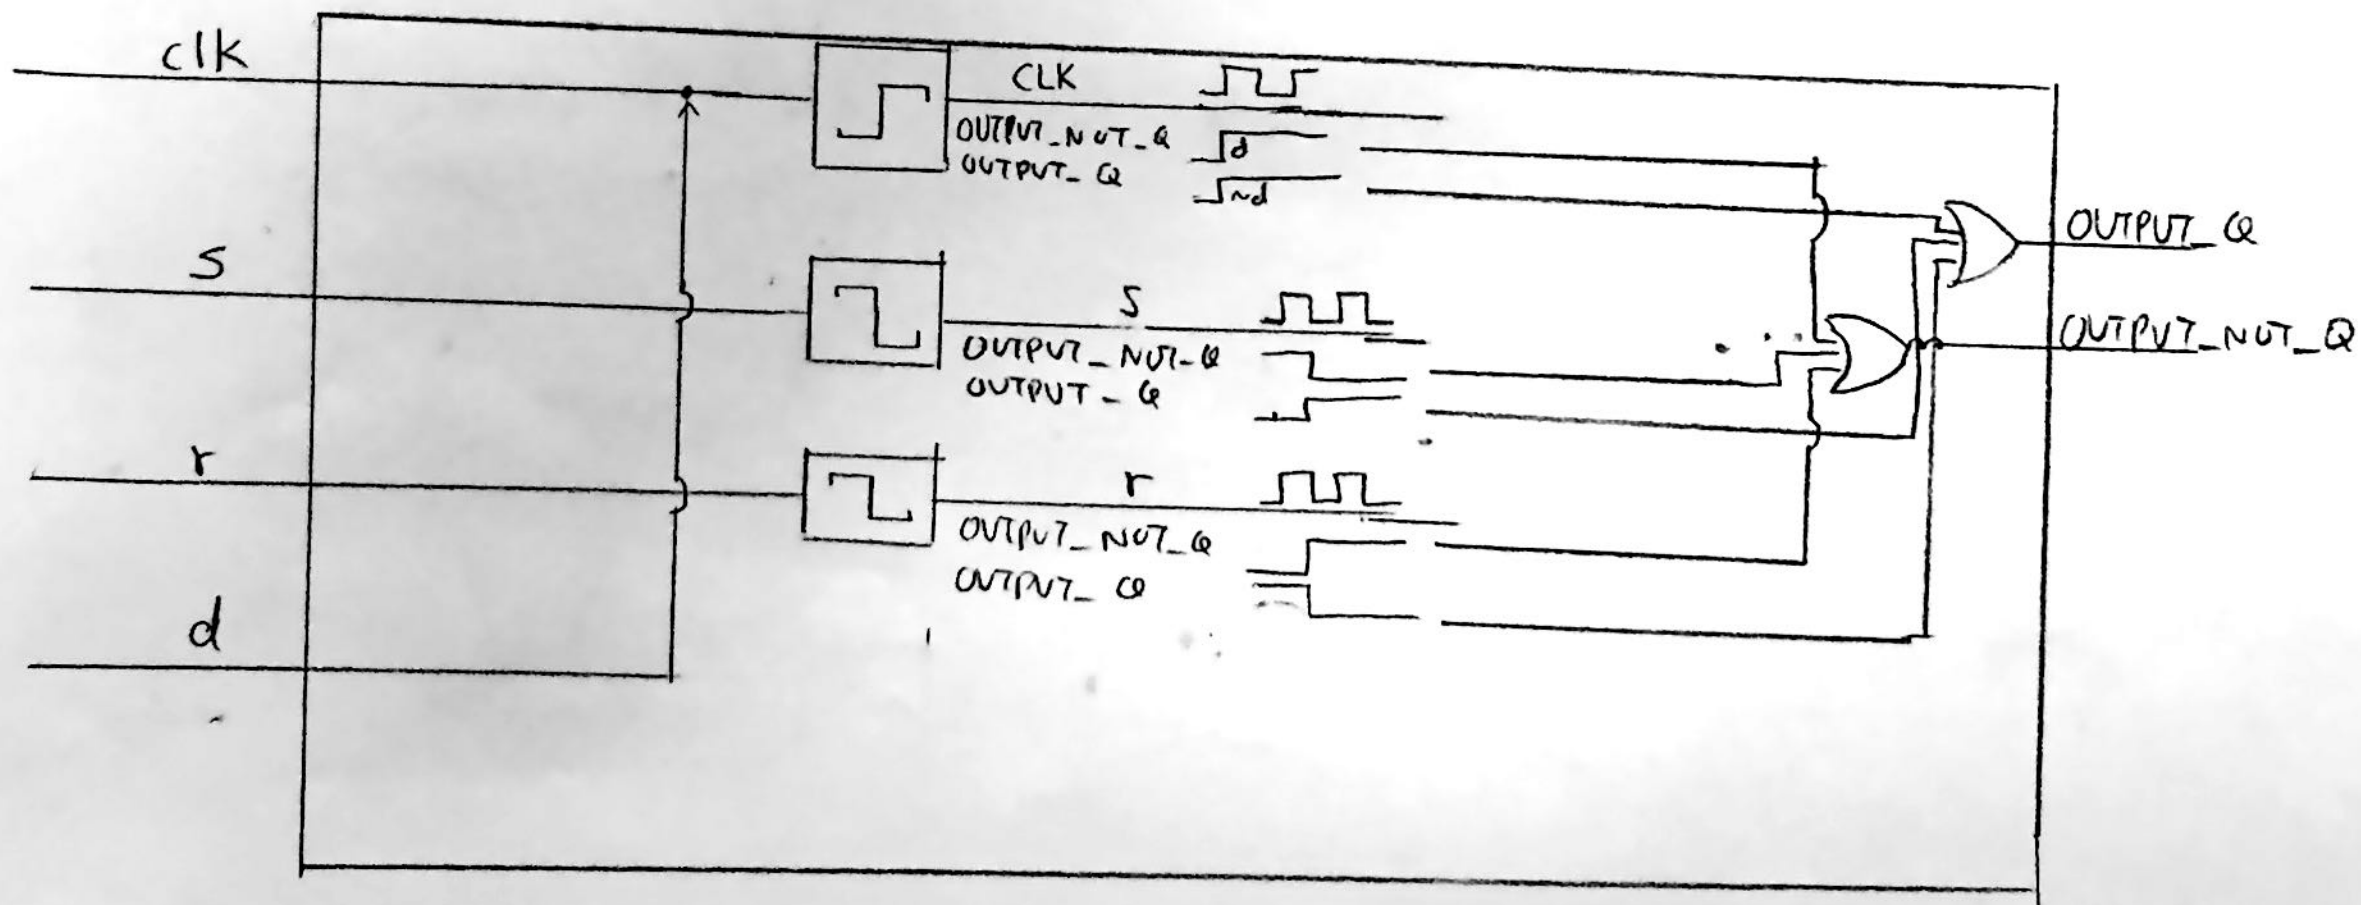 clk
CLK
OUTPUT_NOT_Q
d
OUTPUT_Q
~d
OUTPUT_Q
S
S
OUTPUT_NOT_Q
OUTPUT_NOT_Q
OUTPUT_Q
r
r
OUTPUT_NOT_Q
OUTPUT_Q
d